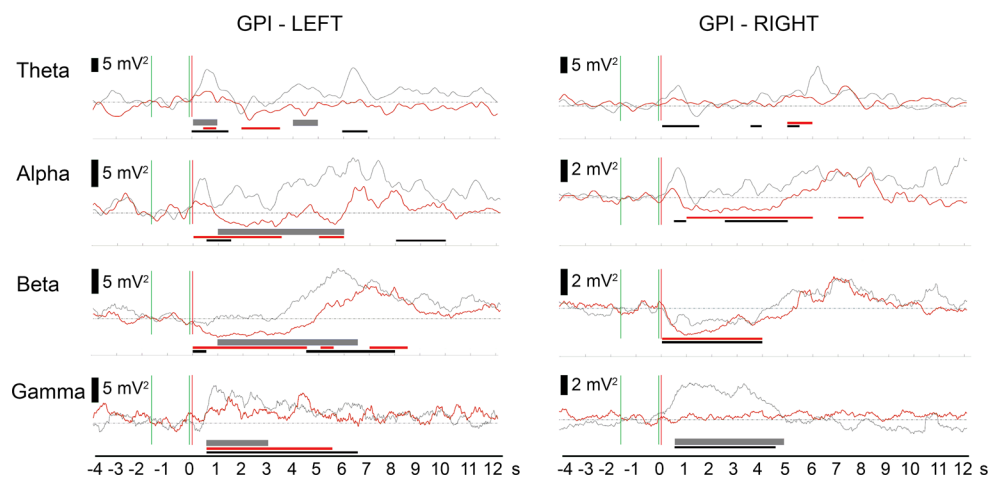 GPI - LEFT GPI - RIGHT
Theta 5 mV² 5 mV²
Alpha 5 mV² 2 mV²
Beta 5 mV² 2 mV²
Gamma 5 mV² 2 mV²
-4 -3 -2 -1 0 1 2 3 4 5 6 7 8 9 10 11 12 s -4 -3 -2 -1 0 1 2 3 4 5 6 7 8 9 10 11 12 s